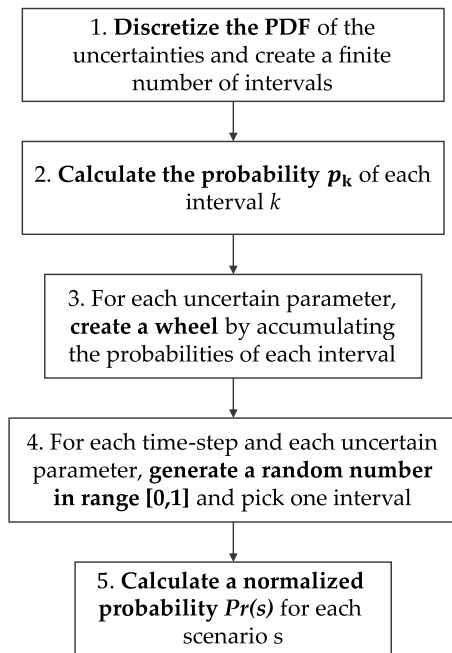 1. Discretize the PDF of the
uncertainties and create a finite
number of intervals
2. Calculate the probability pk of each
interval k
3. For each uncertain parameter,
create a wheel by accumulating
the probabilities of each interval
4. For each time-step and each uncertain
parameter, generate a random number
in range [0,1] and pick one interval
5. Calculate a normalized
probability Pr(s) for each
scenario s